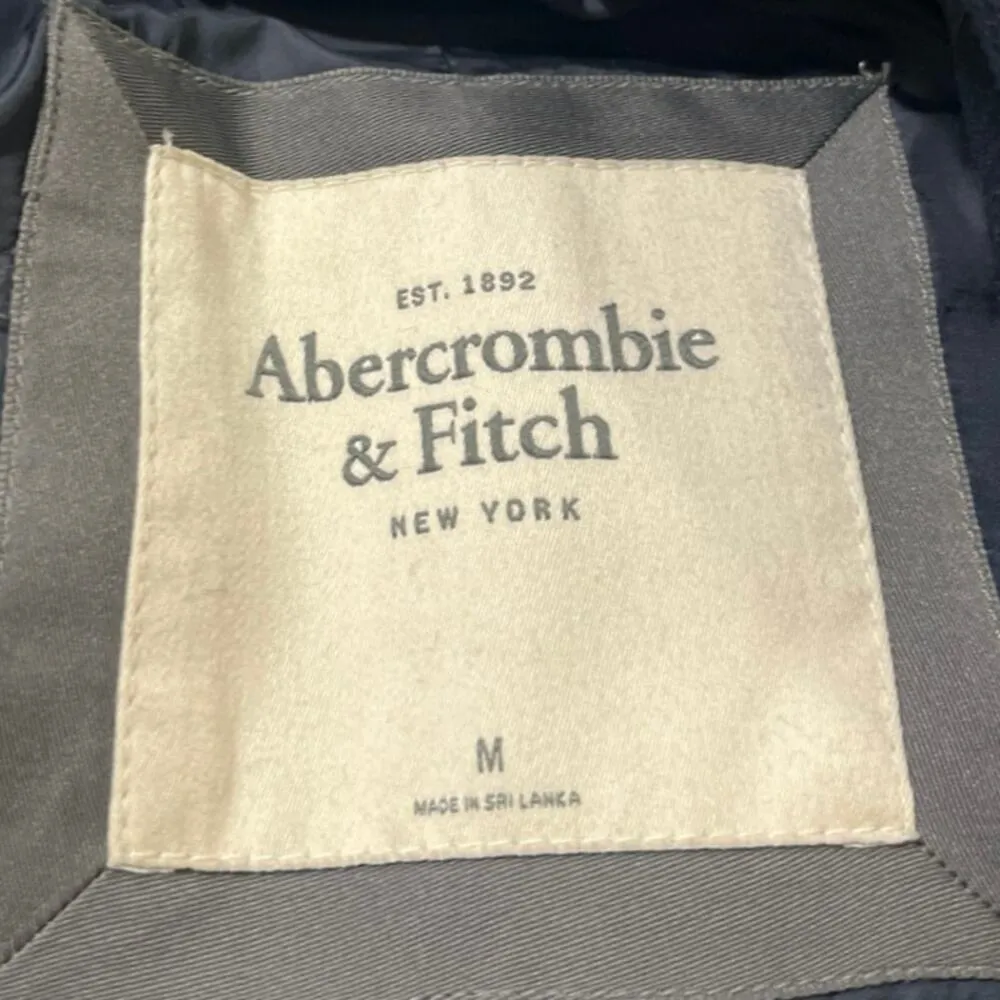 EST. 1892
Abercrombie
& Fitch
NEW YORK
M
MADE IN SRI LANKA